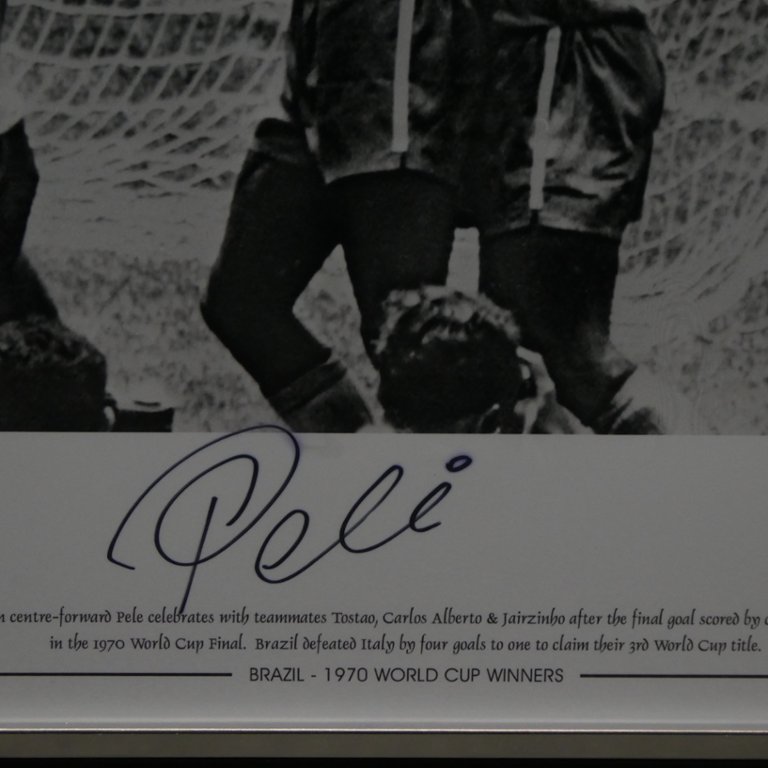 Pelé
n centre-forward Pele celebrates with teammates Tostao, Carlos Alberto & Jairzinho after the final goal scored by
in the 1970 World Cup Final. Brazil defeated Italy by four goals to one to claim their 3rd World Cup title.
BRAZIL - 1970 WORLD CUP WINNERS